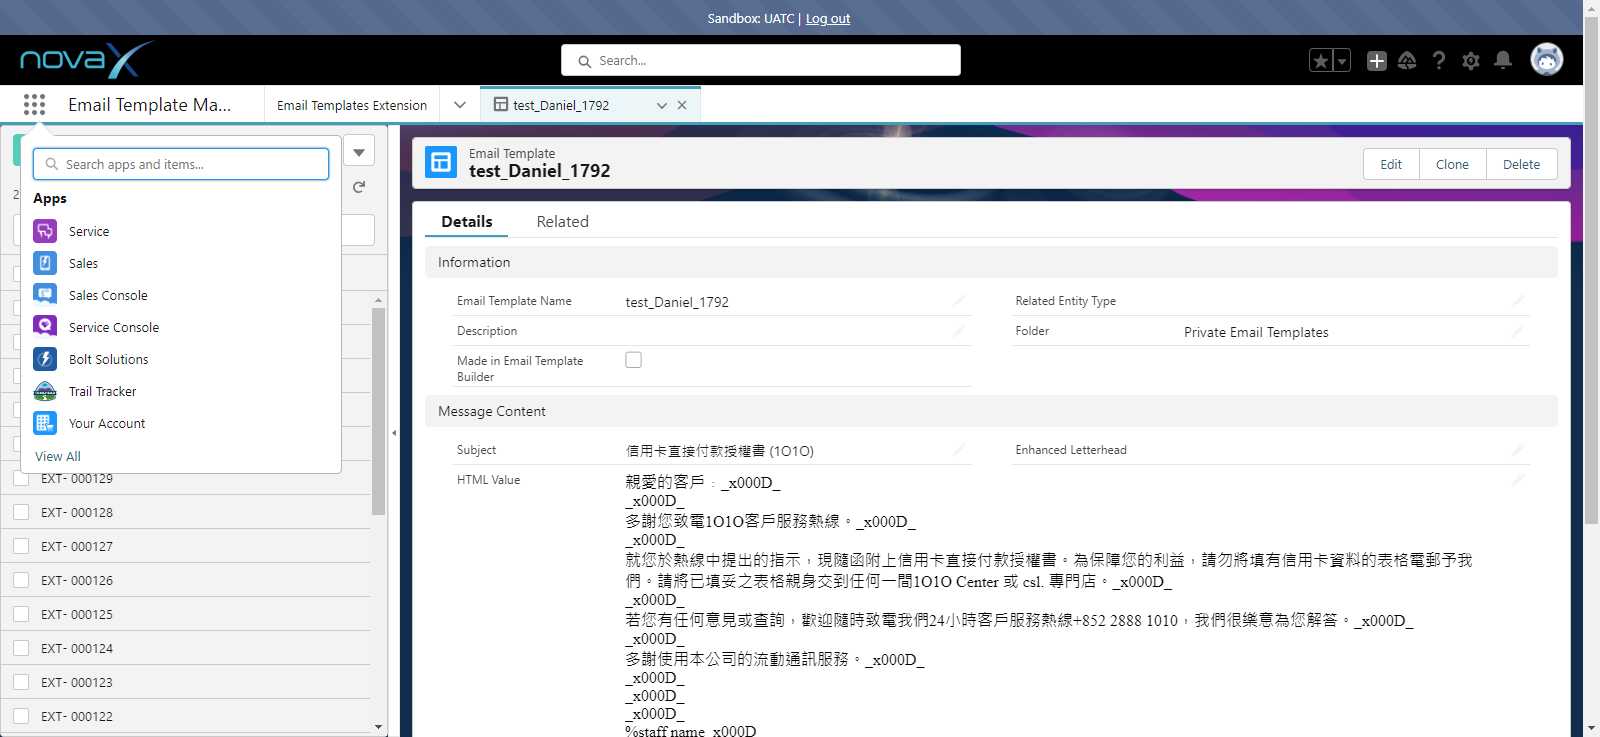 Sandbox: UATC | Log out
novaX
Search...
Email Template Ma...
Email Templates Extension
test_Daniel_1792
Search apps and items...
Apps
Service
Sales
Sales Console
Service Console
Bolt Solutions
Trail Tracker
Your Account
View All
2
EXT- 000129
EXT- 000128
EXT- 000127
EXT- 000126
EXT- 000125
EXT- 000124
EXT- 000123
EXT- 000122
Email Template
test_Daniel_1792
Edit
Clone
Delete
Details
Related
Information
Email Template Name
test_Daniel_1792
Related Entity Type
Description
Folder
Private Email Templates
Made in Email Template
Builder
Message Content
Subject
信用卡直接付款授權書 (1O1O)
Enhanced Letterhead
HTML Value
親愛的客戶﹕_x000D_
_x000D_
多謝您致電1O1O客戶服務熱線。_x000D_
_x000D_
就您於熱線中提出的指示，現隨函附上信用卡直接付款授權書。為保障您的利益，請勿將填有信用卡資料的表格電郵予我
們。請將已填妥之表格親身交到任何一間1O1O Center 或 csl. 專門店。_x000D_
_x000D_
若您有任何意見或查詢，歡迎隨時致電我們24小時客戶服務熱線+852 2888 1010，我們很樂意為您解答。_x000D_
_x000D_
多謝使用本公司的流動通訊服務。_x000D_
_x000D_
_x000D_
_x000D_
%staff name_x000D_